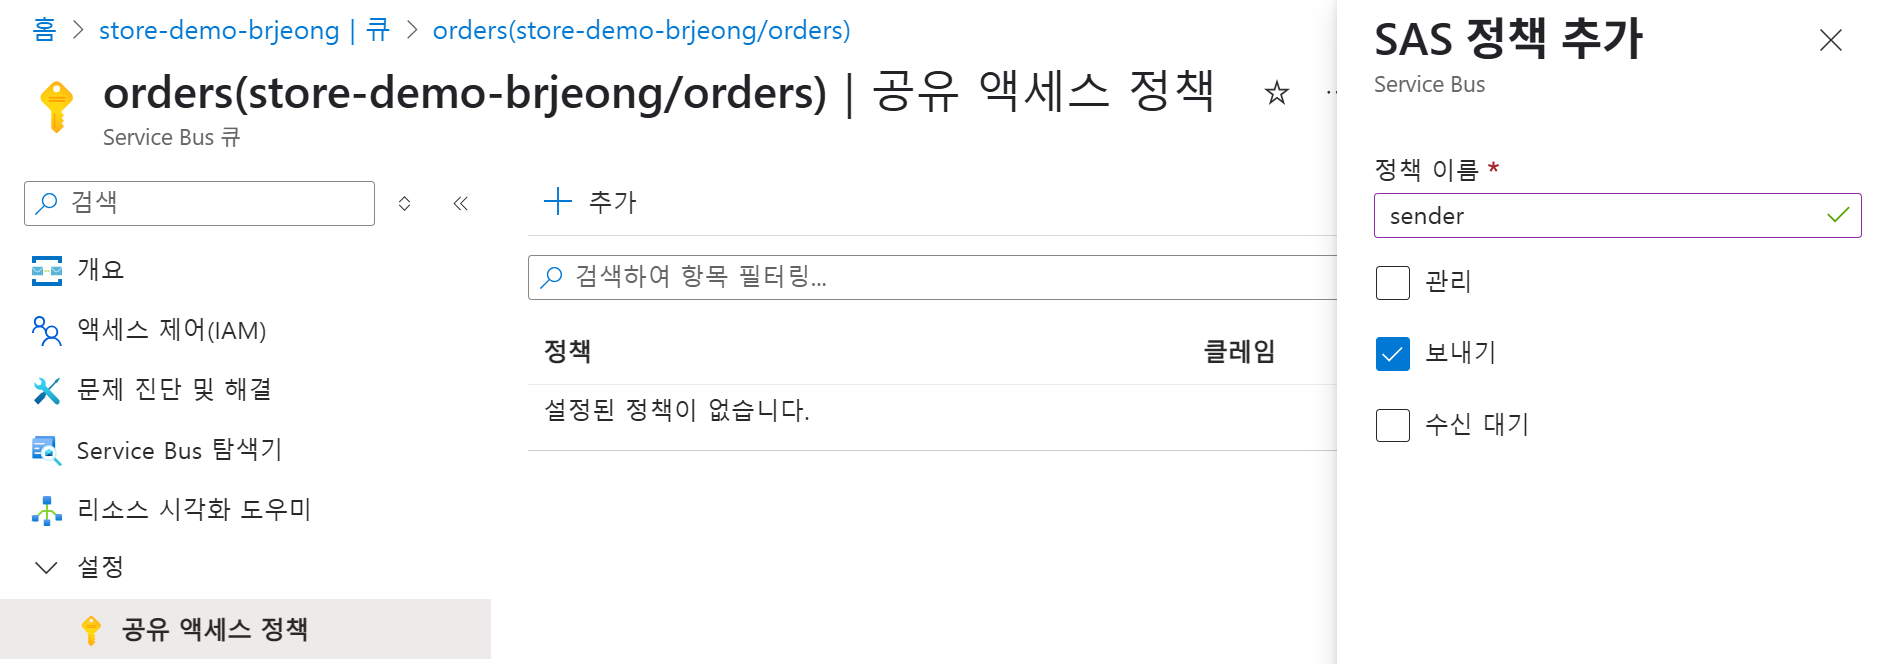 홈 > store-demo-brjeong | 큐 > orders(store-demo-brjeong/orders)
orders(store-demo-brjeong/orders) | 공유 액세스 정책
Service Bus 큐
검색
개요
액세스 제어(IAM)
문제 진단 및 해결
Service Bus 탐색기
리소스 시각화 도우미
설정
공유 액세스 정책
추가
검색하여 항목 필터링...
정책 클레임
설정된 정책이 없습니다.
SAS 정책 추가
Service Bus
정책 이름 *
sender
관리
보내기
수신 대기